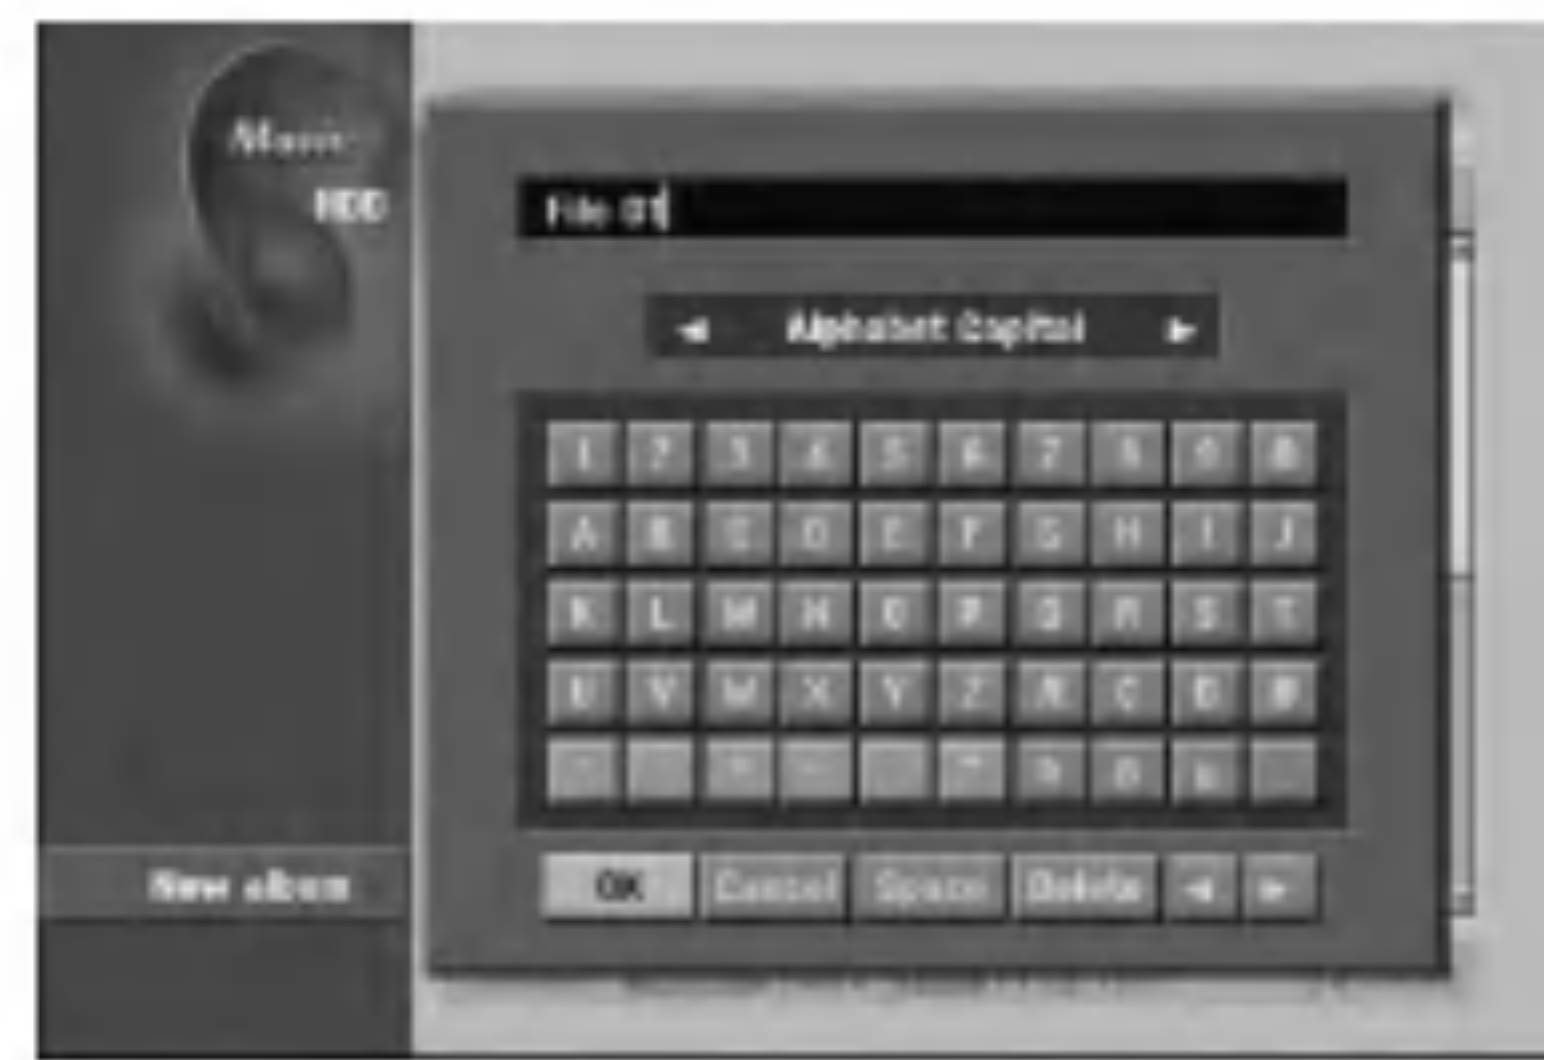 Music
HDD
File 01
◄ Alphabet Capital ►
1 2 3 4 5 6 7 8 9 0
A B C D E F G H I J
K L M N O P Q R S T
U V W X Y Z Æ Ç
New album
OK Cancel Space Delete ◄ ►